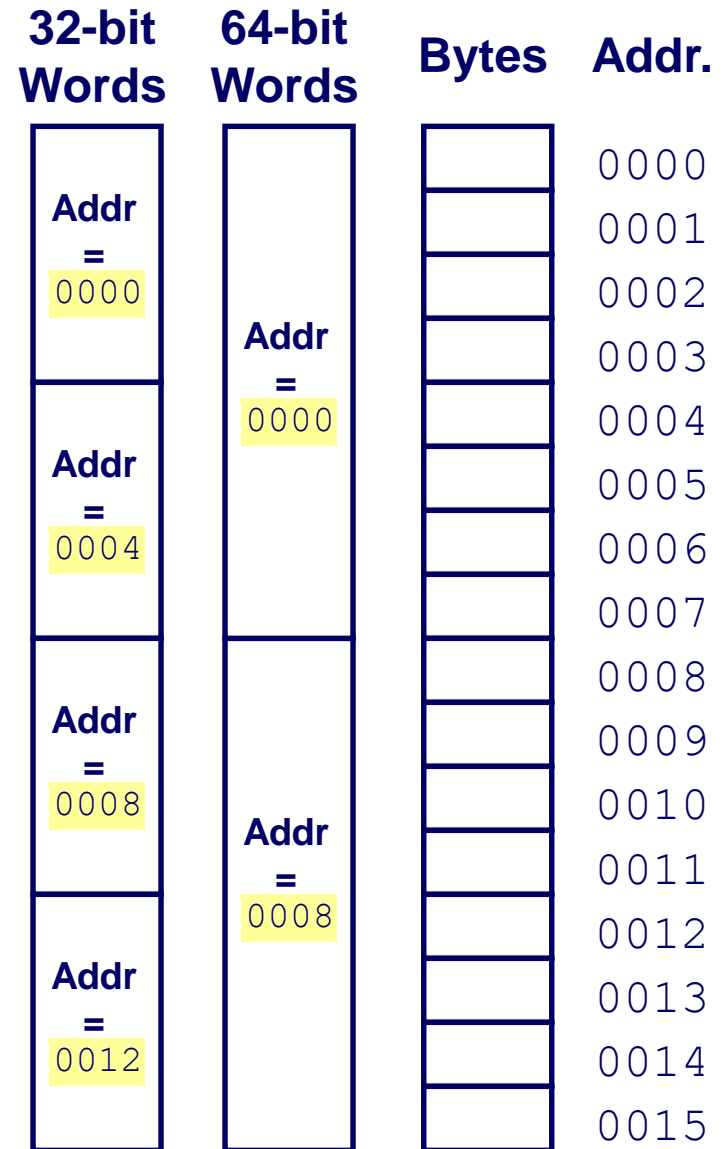 32-bit
Words
64-bit
Words
Bytes
Addr.
Addr
=
0000
Addr
=
0004
Addr
=
0008
Addr
=
0012
Addr
=
0000
Addr
=
0008
0000
0001
0002
0003
0004
0005
0006
0007
0008
0009
0010
0011
0012
0013
0014
0015